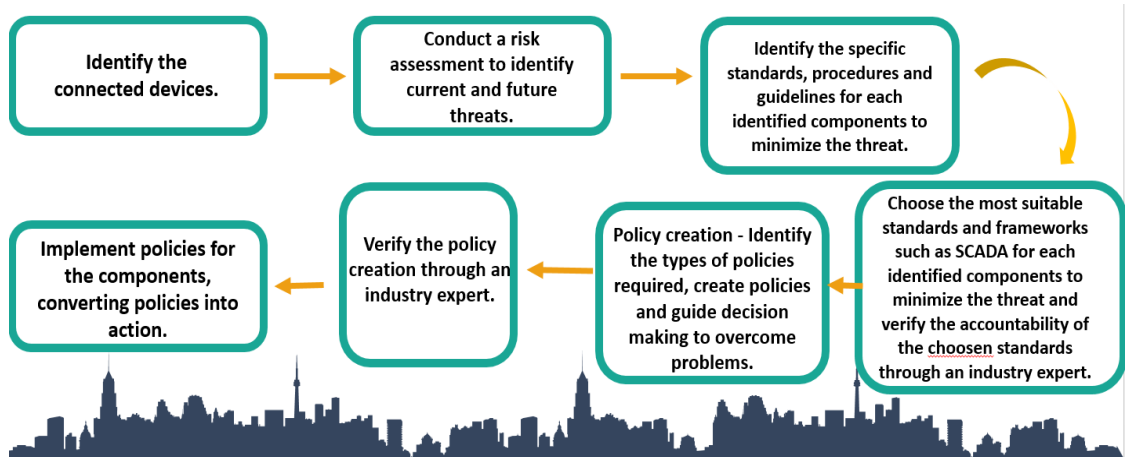 Identify the
connected devices.
Conduct a risk
assessment to identify
current and future
threats.
Identify the specific
standards, procedures and
guidelines for each
identified components to
minimize the threat.
Choose the most suitable
standards and frameworks
such as SCADA for each
identified components to
minimize the threat and
verify the accountability of
the choosen standards
through an industry expert.
Policy creation - Identify
the types of policies
required, create policies
and guide decision
making to overcome
problems.
Verify the policy
creation through an
industry expert.
Implement policies for
the components,
converting policies into
action.